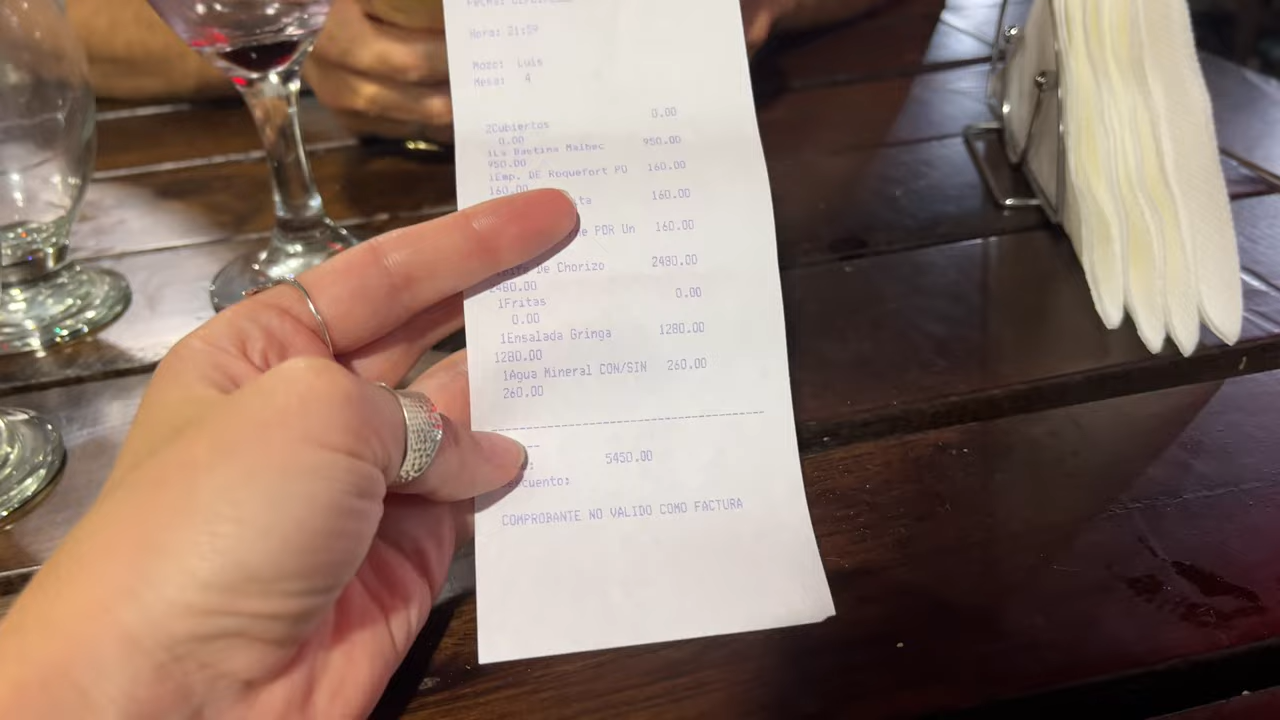 Hora: 21:59
Mozo: Luis
Mesa: 4
2Cubiertos 0.00
0.00
1La Bastina Malbec 950.00
950.00
1Emp. DE Roquefort PO 160.00
160.00
160.00
POR Un 160.00
De Chorizo 2480.00
2480.00
1Fritas 0.00
0.00
1Ensalada Gringa 1280.00
1280.00
1Agua Mineral CON/SIN 260.00
260.00
5450.00
COMPROBANTE NO VALIDO COMO FACTURA